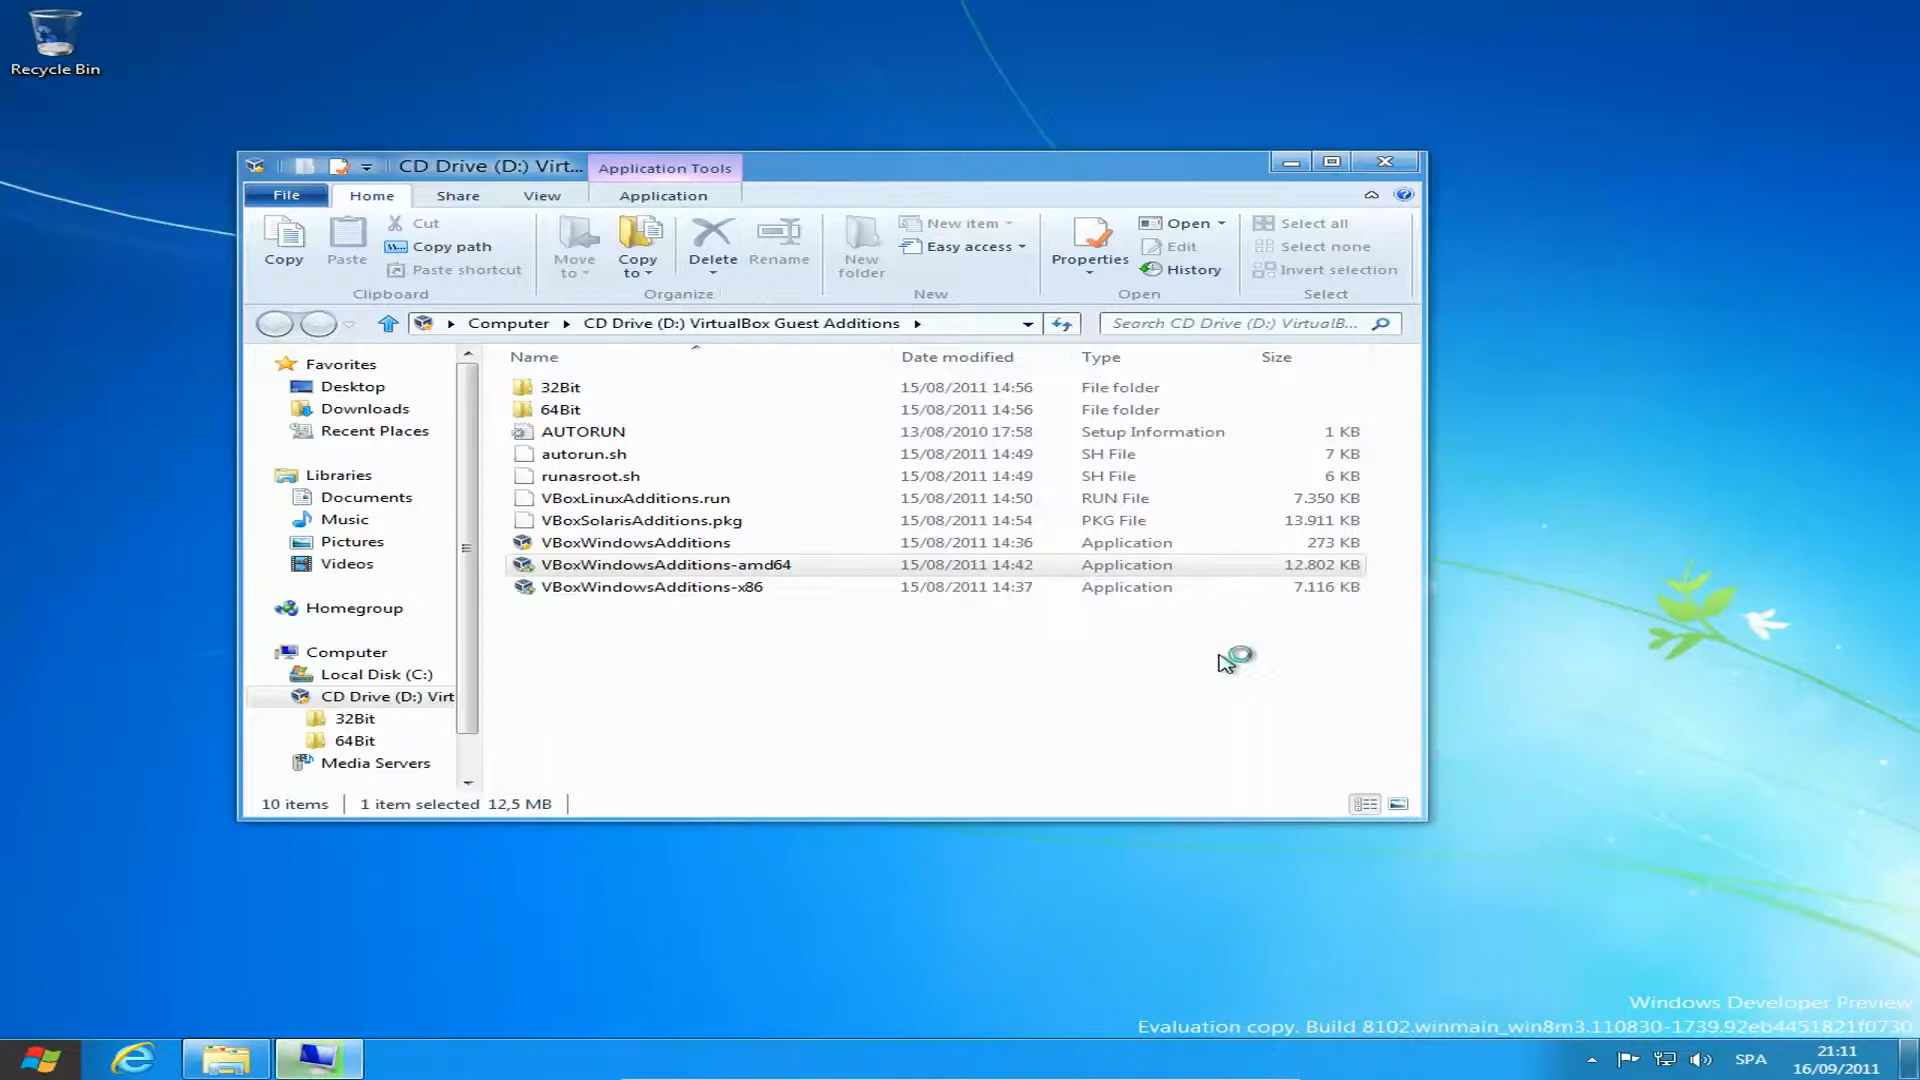 Recycle Bin
CD Drive (D:) Virt...
Application Tools
File
Home
Share
View
Application
Copy
Paste
Cut
Copy path
Paste shortcut
Clipboard
Move to
Copy to
Delete
Rename
Organize
New folder
New item
Easy access
New
Properties
Open
Edit
History
Open
Select all
Select none
Invert selection
Select
Computer
CD Drive (D:) VirtualBox Guest Additions
Search CD Drive (D:) VirtualB...
Favorites
Desktop
Downloads
Recent Places
Libraries
Documents
Music
Pictures
Videos
Homegroup
Computer
Local Disk (C:)
CD Drive (D:) Virt
32Bit
64Bit
Media Servers
Name Date modified Type Size
32Bit 15/08/2011 14:56 File folder
64Bit 15/08/2011 14:56 File folder
AUTORUN 13/08/2010 17:58 Setup Information 1 KB
autorun.sh 15/08/2011 14:49 SH File 7 KB
runasroot.sh 15/08/2011 14:49 SH File 6 KB
VBoxLinuxAdditions.run 15/08/2011 14:50 RUN File 7.350 KB
VBoxSolarisAdditions.pkg 15/08/2011 14:54 PKG File 13.911 KB
VBoxWindowsAdditions 15/08/2011 14:36 Application 273 KB
VBoxWindowsAdditions-amd64 15/08/2011 14:42 Application 12.802 KB
VBoxWindowsAdditions-x86 15/08/2011 14:37 Application 7.116 KB
10 items 1 item selected 12,5 MB
Windows Developer Preview
Evaluation copy. Build 8102.winmain_win8m3.110830-1739.92eb4451821f0730
SPA
21:11
16/09/2011